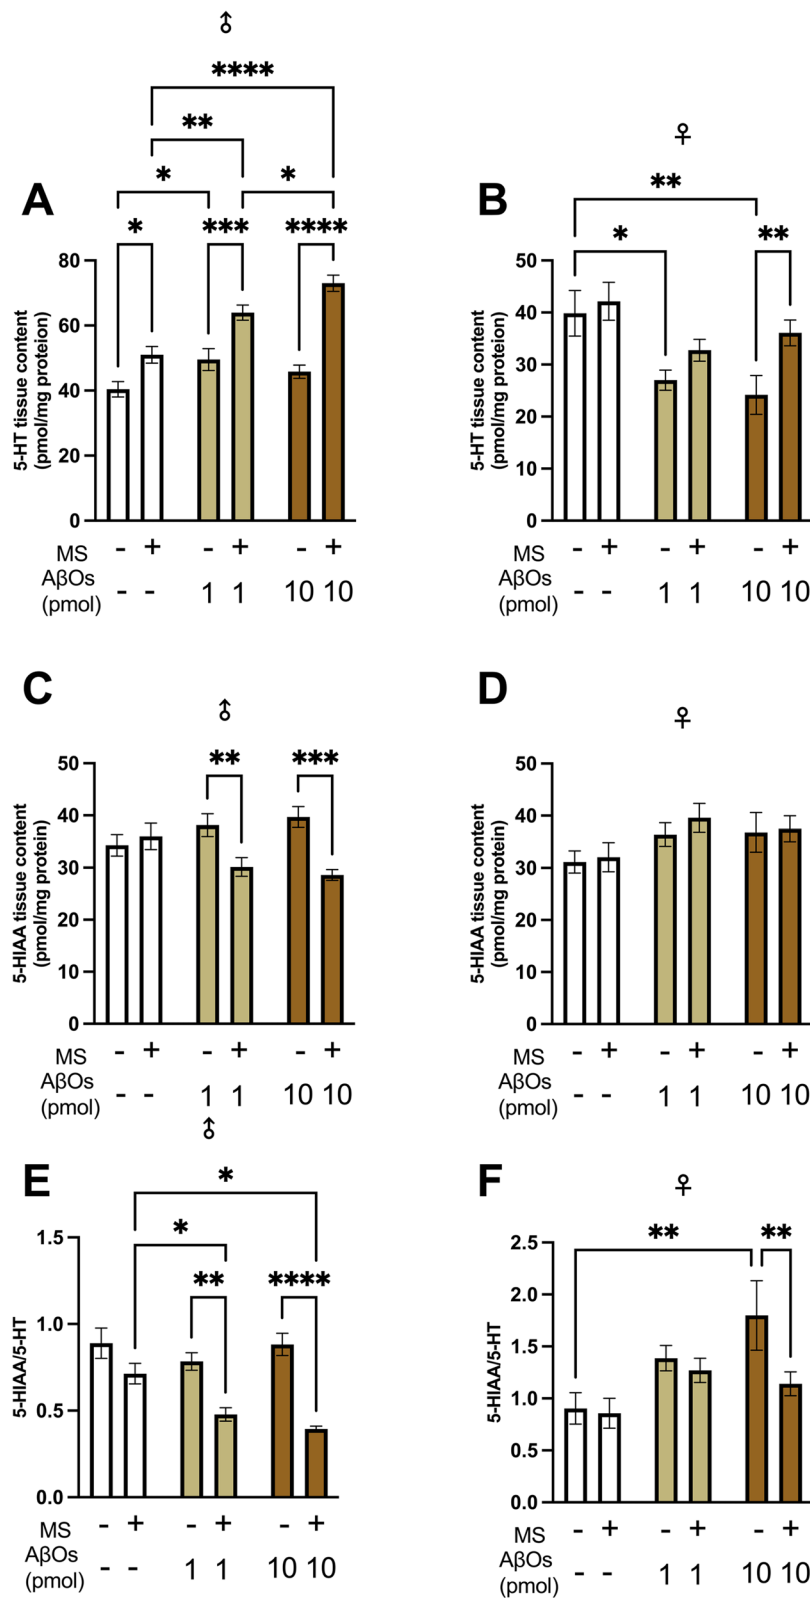 ♂
****
**
*
*
A
*
***
****
80
60
40
20
0
5-HT tissue content
(pmol/mg proteion)
MS
- + - + - +
AβOs
(pmol)
- - 1 1 10 10
♀
B
**
*
**
50
40
30
20
10
0
5-HT tissue content
(pmol/mg proteion)
MS
- + - + - +
AβOs
(pmol)
- - 1 1 10 10
C
♂
**
***
50
40
30
20
10
0
5-HIAA tissue content
(pmol/mg protein)
MS
- + - + - +
AβOs
(pmol)
- - 1 1 10 10
D
♀
50
40
30
20
10
0
5-HIAA tissue content
(pmol/mg protein)
MS
- + - + - +
AβOs
(pmol)
- - 1 1 10 10
♂
E
*
*
**
****
1.5
1.0
0.5
0.0
5-HIAA/5-HT
MS
- + - + - +
AβOs
(pmol)
- - 1 1 10 10
F
♀
**
**
2.5
2.0
1.5
1.0
0.5
0.0
5-HIAA/5-HT
MS
- + - + - +
AβOs
(pmol)
- - 1 1 10 10